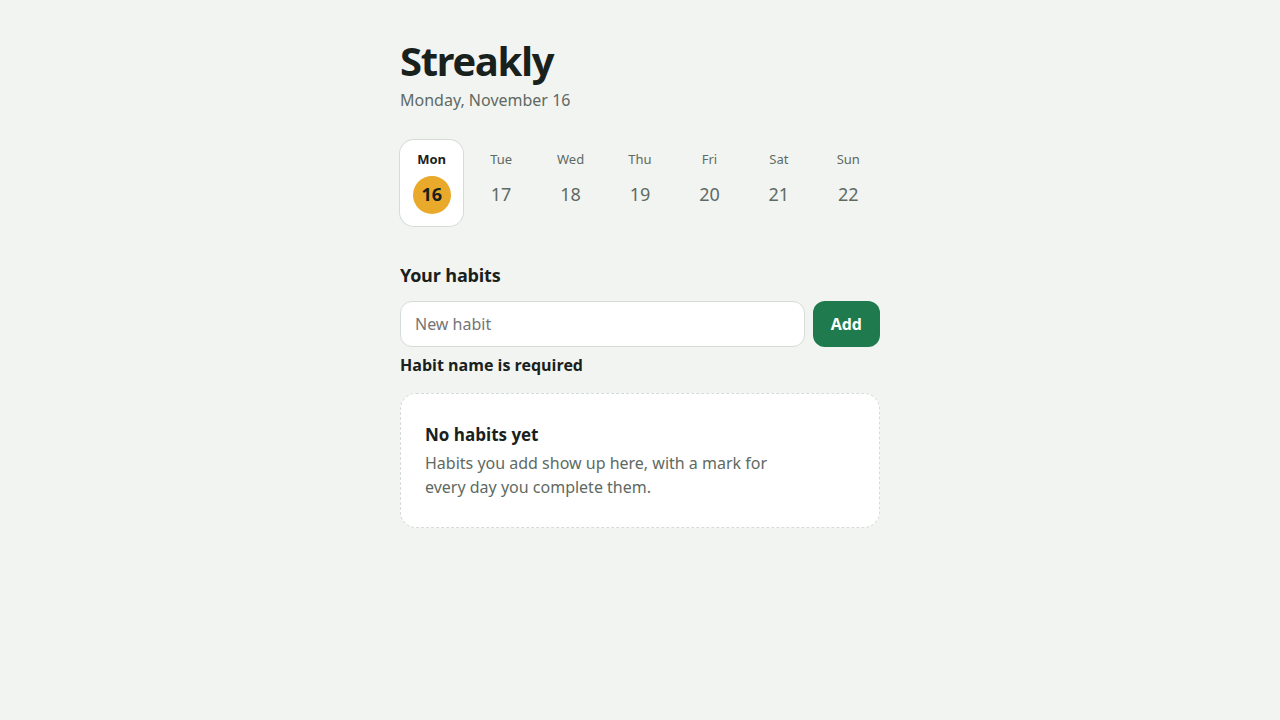 Streakly
Monday, November 16
Mon Tue Wed Thu Fri Sat Sun
16 17 18 19 20 21 22
Your habits
New habit Add
Habit name is required
No habits yet
Habits you add show up here, with a mark for
every day you complete them.